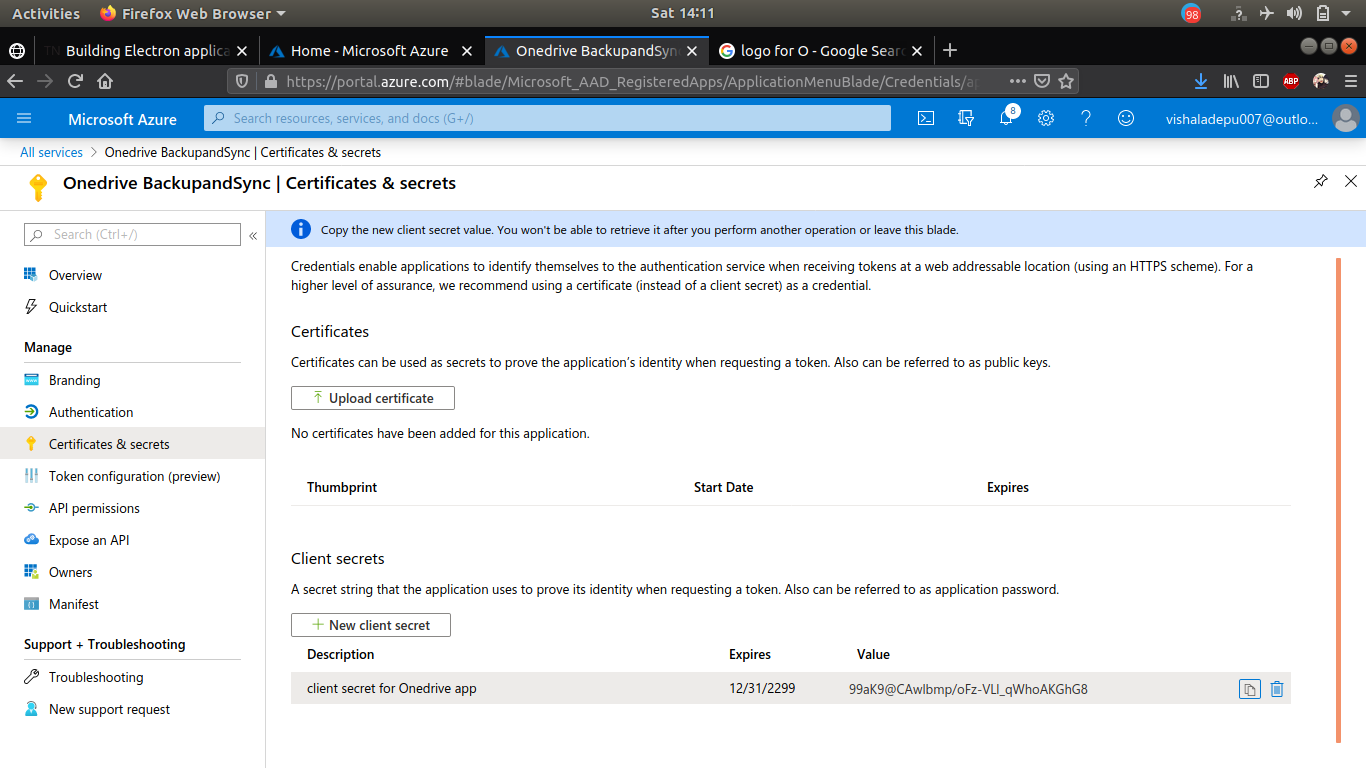 Activities
Firefox Web Browser
Sat 14:11
98
Building Electron applica
Home - Microsoft Azure
Onedrive BackupandSyn
logo for O - Google Sear
https://portal.azure.com/#blade/Microsoft_AAD_RegisteredApps/ApplicationMenuBlade/Credentials/a
ABP
Microsoft Azure
Search resources, services, and docs (G+/)
8
vishaladepu007@outlo...
All services > Onedrive BackupandSync | Certificates & secrets
Onedrive BackupandSync | Certificates & secrets
Search (Ctrl+/)
«
Overview
Quickstart
Manage
Branding
Authentication
Certificates & secrets
Token configuration (preview)
API permissions
Expose an API
Owners
Manifest
Support + Troubleshooting
Troubleshooting
New support request
Copy the new client secret value. You won't be able to retrieve it after you perform another operation or leave this blade.
Credentials enable applications to identify themselves to the authentication service when receiving tokens at a web addressable location (using an HTTPS scheme). For a
higher level of assurance, we recommend using a certificate (instead of a client secret) as a credential.
Certificates
Certificates can be used as secrets to prove the application's identity when requesting a token. Also can be referred to as public keys.
Upload certificate
No certificates have been added for this application.
Thumbprint Start Date Expires
Client secrets
A secret string that the application uses to prove its identity when requesting a token. Also can be referred to as application password.
New client secret
Description Expires Value
client secret for Onedrive app 12/31/2299